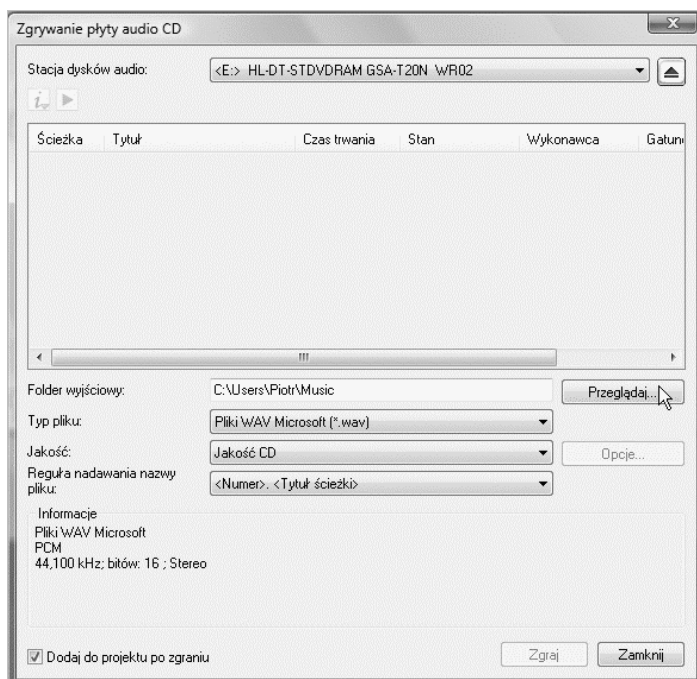 Zgrywanie płyty audio CD
Stacja dysków audio:
<E:> HL-DT-STDVDRAM GSA-T20N WR02
Ścieżka Tytuł Czas trwania Stan Wykonawca Gatun
Folder wyjściowy:
C:\Users\Piotr\Music
Przeglądaj...
Typ pliku:
Pliki WAV Microsoft (*.wav)
Jakość:
Jakość CD
Opcje...
Reguła nadawania nazwy
pliku:
<Numer>. <Tytuł ścieżki>
Informacje
Pliki WAV Microsoft
PCM
44,100 kHz; bitów: 16 ; Stereo
Dodaj do projektu po zgraniu
Zgraj
Zamknij